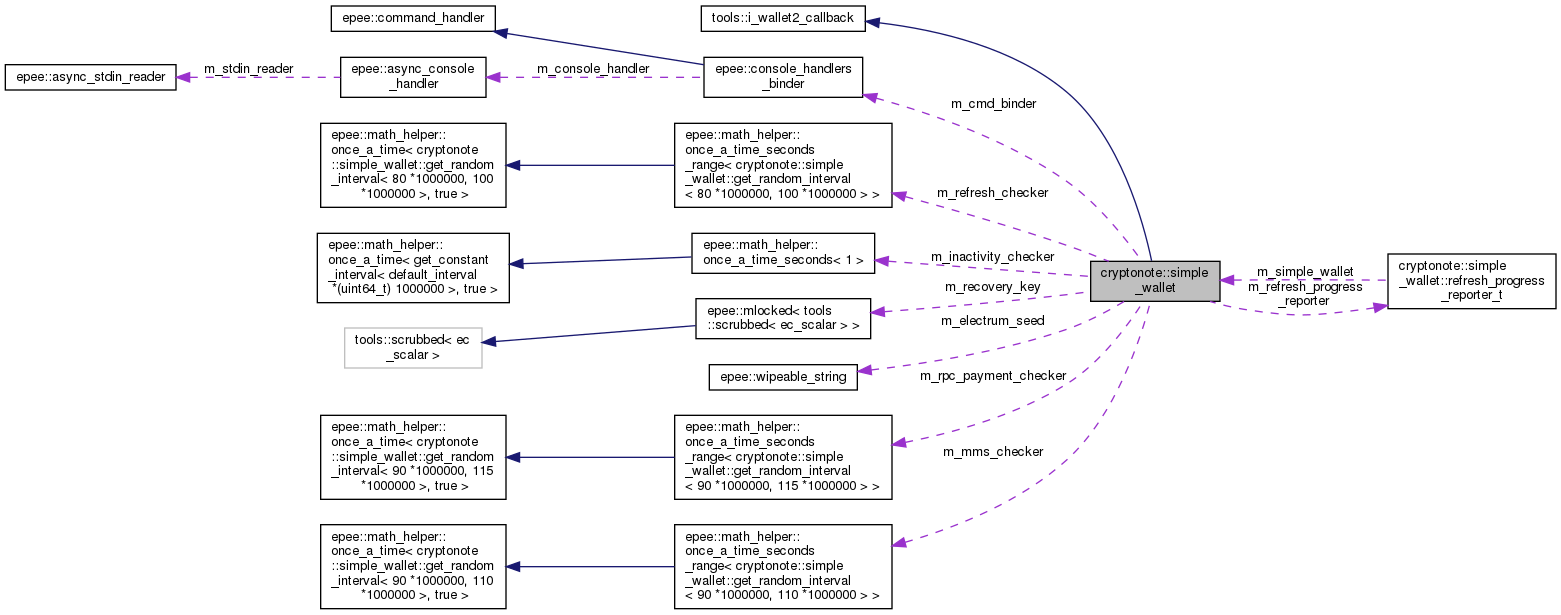 epee::command_handler
tools::i_wallet2_callback
epee::async_stdin_reader
m_stdin_reader
epee::async_console
_handler
m_console_handler
epee::console_handlers
_binder
m_cmd_binder
epee::math_helper::
once_a_time< cryptonote
::simple_wallet::get_random
_interval< 80 *1000000, 100
*1000000 >, true >
epee::math_helper::
once_a_time_seconds
_range< cryptonote::simple
_wallet::get_random_interval
< 80 *1000000, 100 *1000000 > >
m_refresh_checker
epee::math_helper::
once_a_time< get_constant
_interval< default_interval
*(uint64_t) 1000000 >, true >
epee::math_helper::
once_a_time_seconds< 1 >
m_inactivity_checker
cryptonote::simple
_wallet
m_simple_wallet
m_refresh_progress
_reporter
cryptonote::simple
_wallet::refresh_progress
_reporter_t
m_recovery_key
epee::mlocked< tools
::scrubbed< ec_scalar > >
tools::scrubbed< ec
_scalar >
m_electrum_seed
epee::wipeable_string
m_rpc_payment_checker
epee::math_helper::
once_a_time< cryptonote
::simple_wallet::get_random
_interval< 90 *1000000, 115
*1000000 >, true >
epee::math_helper::
once_a_time_seconds
_range< cryptonote::simple
_wallet::get_random_interval
< 90 *1000000, 115 *1000000 > >
m_mms_checker
epee::math_helper::
once_a_time< cryptonote
::simple_wallet::get_random
_interval< 90 *1000000, 110
*1000000 >, true >
epee::math_helper::
once_a_time_seconds
_range< cryptonote::simple
_wallet::get_random_interval
< 90 *1000000, 110 *1000000 > >